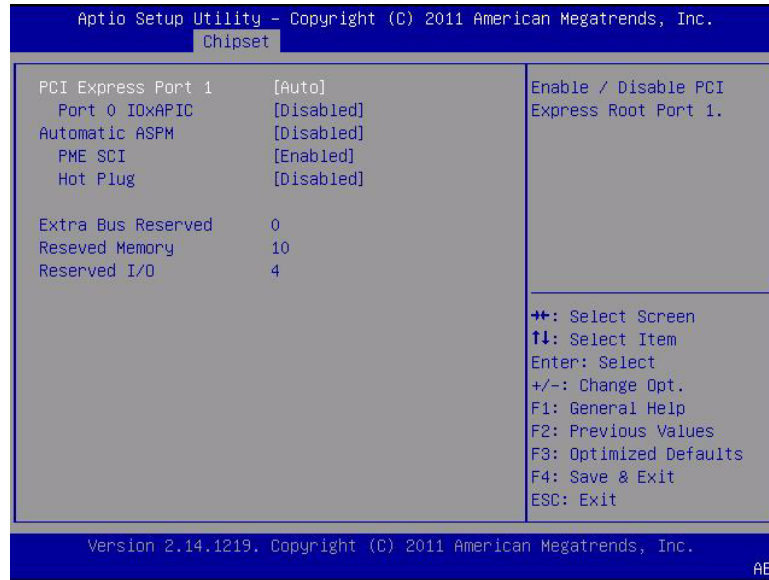 Aptio Setup Utility – Copyright (C) 2011 American Megatrends, Inc.
Chipset
PCI Express Port 1 [Auto]
Port 0 IOxAPIC [Disabled]
Automatic ASPM [Disabled]
PME SCI [Enabled]
Hot Plug [Disabled]
Extra Bus Reserved 0
Reseved Memory 10
Reserved I/O 4
Enable / Disable PCI
Express Root Port 1.
→←: Select Screen
↑↓: Select Item
Enter: Select
+/-: Change Opt.
F1: General Help
F2: Previous Values
F3: Optimized Defaults
F4: Save & Exit
ESC: Exit
Version 2.14.1219. Copyright (C) 2011 American Megatrends, Inc.
AB